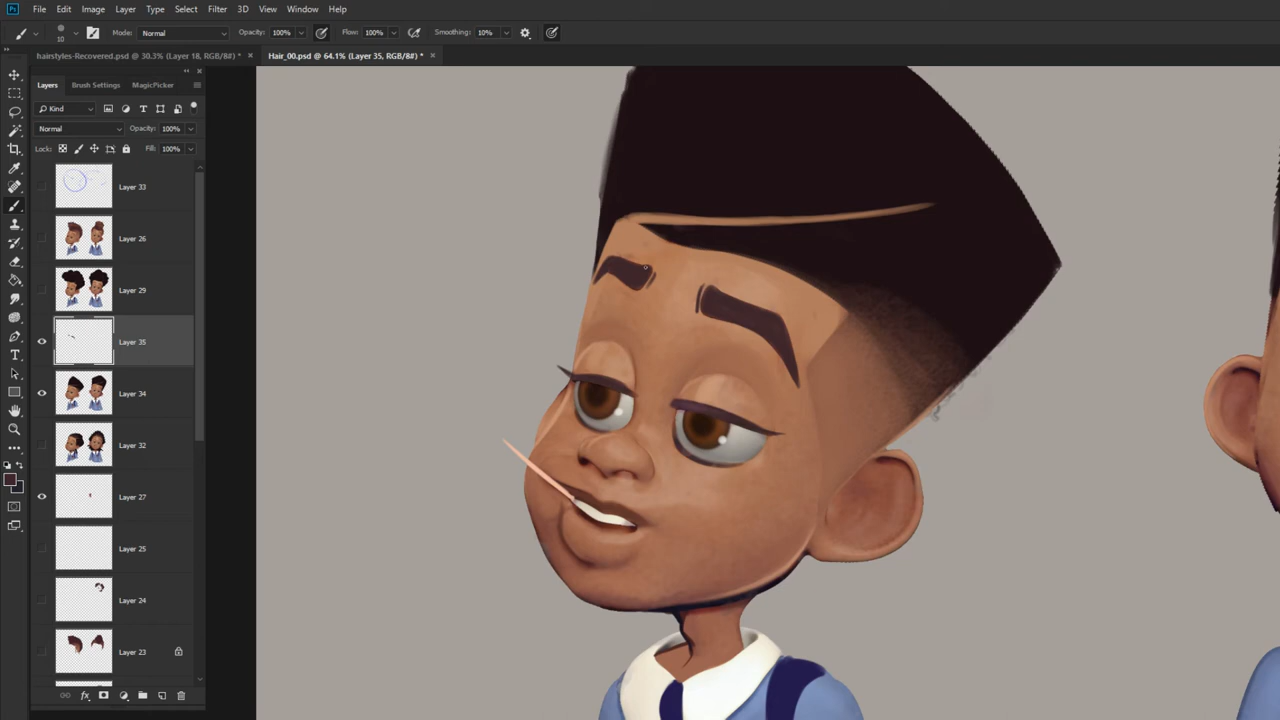 Ps File Edit Image Layer Type Select Filter 3D View Window Help
10 Mode: Normal Opacity: 100% Flow: 100% Smoothing: 10%
hairstyles-Recovered.psd @ 30.3% (Layer 18, RGB/8#) * × Hair_00.psd @ 64.1% (Layer 35, RGB/8#) * ×
Layers Brush Settings MagicPicker
Kind
Normal Opacity: 100%
Lock: Fill: 100%
Layer 33
Layer 26
Layer 29
Layer 35
Layer 34
Layer 32
Layer 27
Layer 25
Layer 24
Layer 23